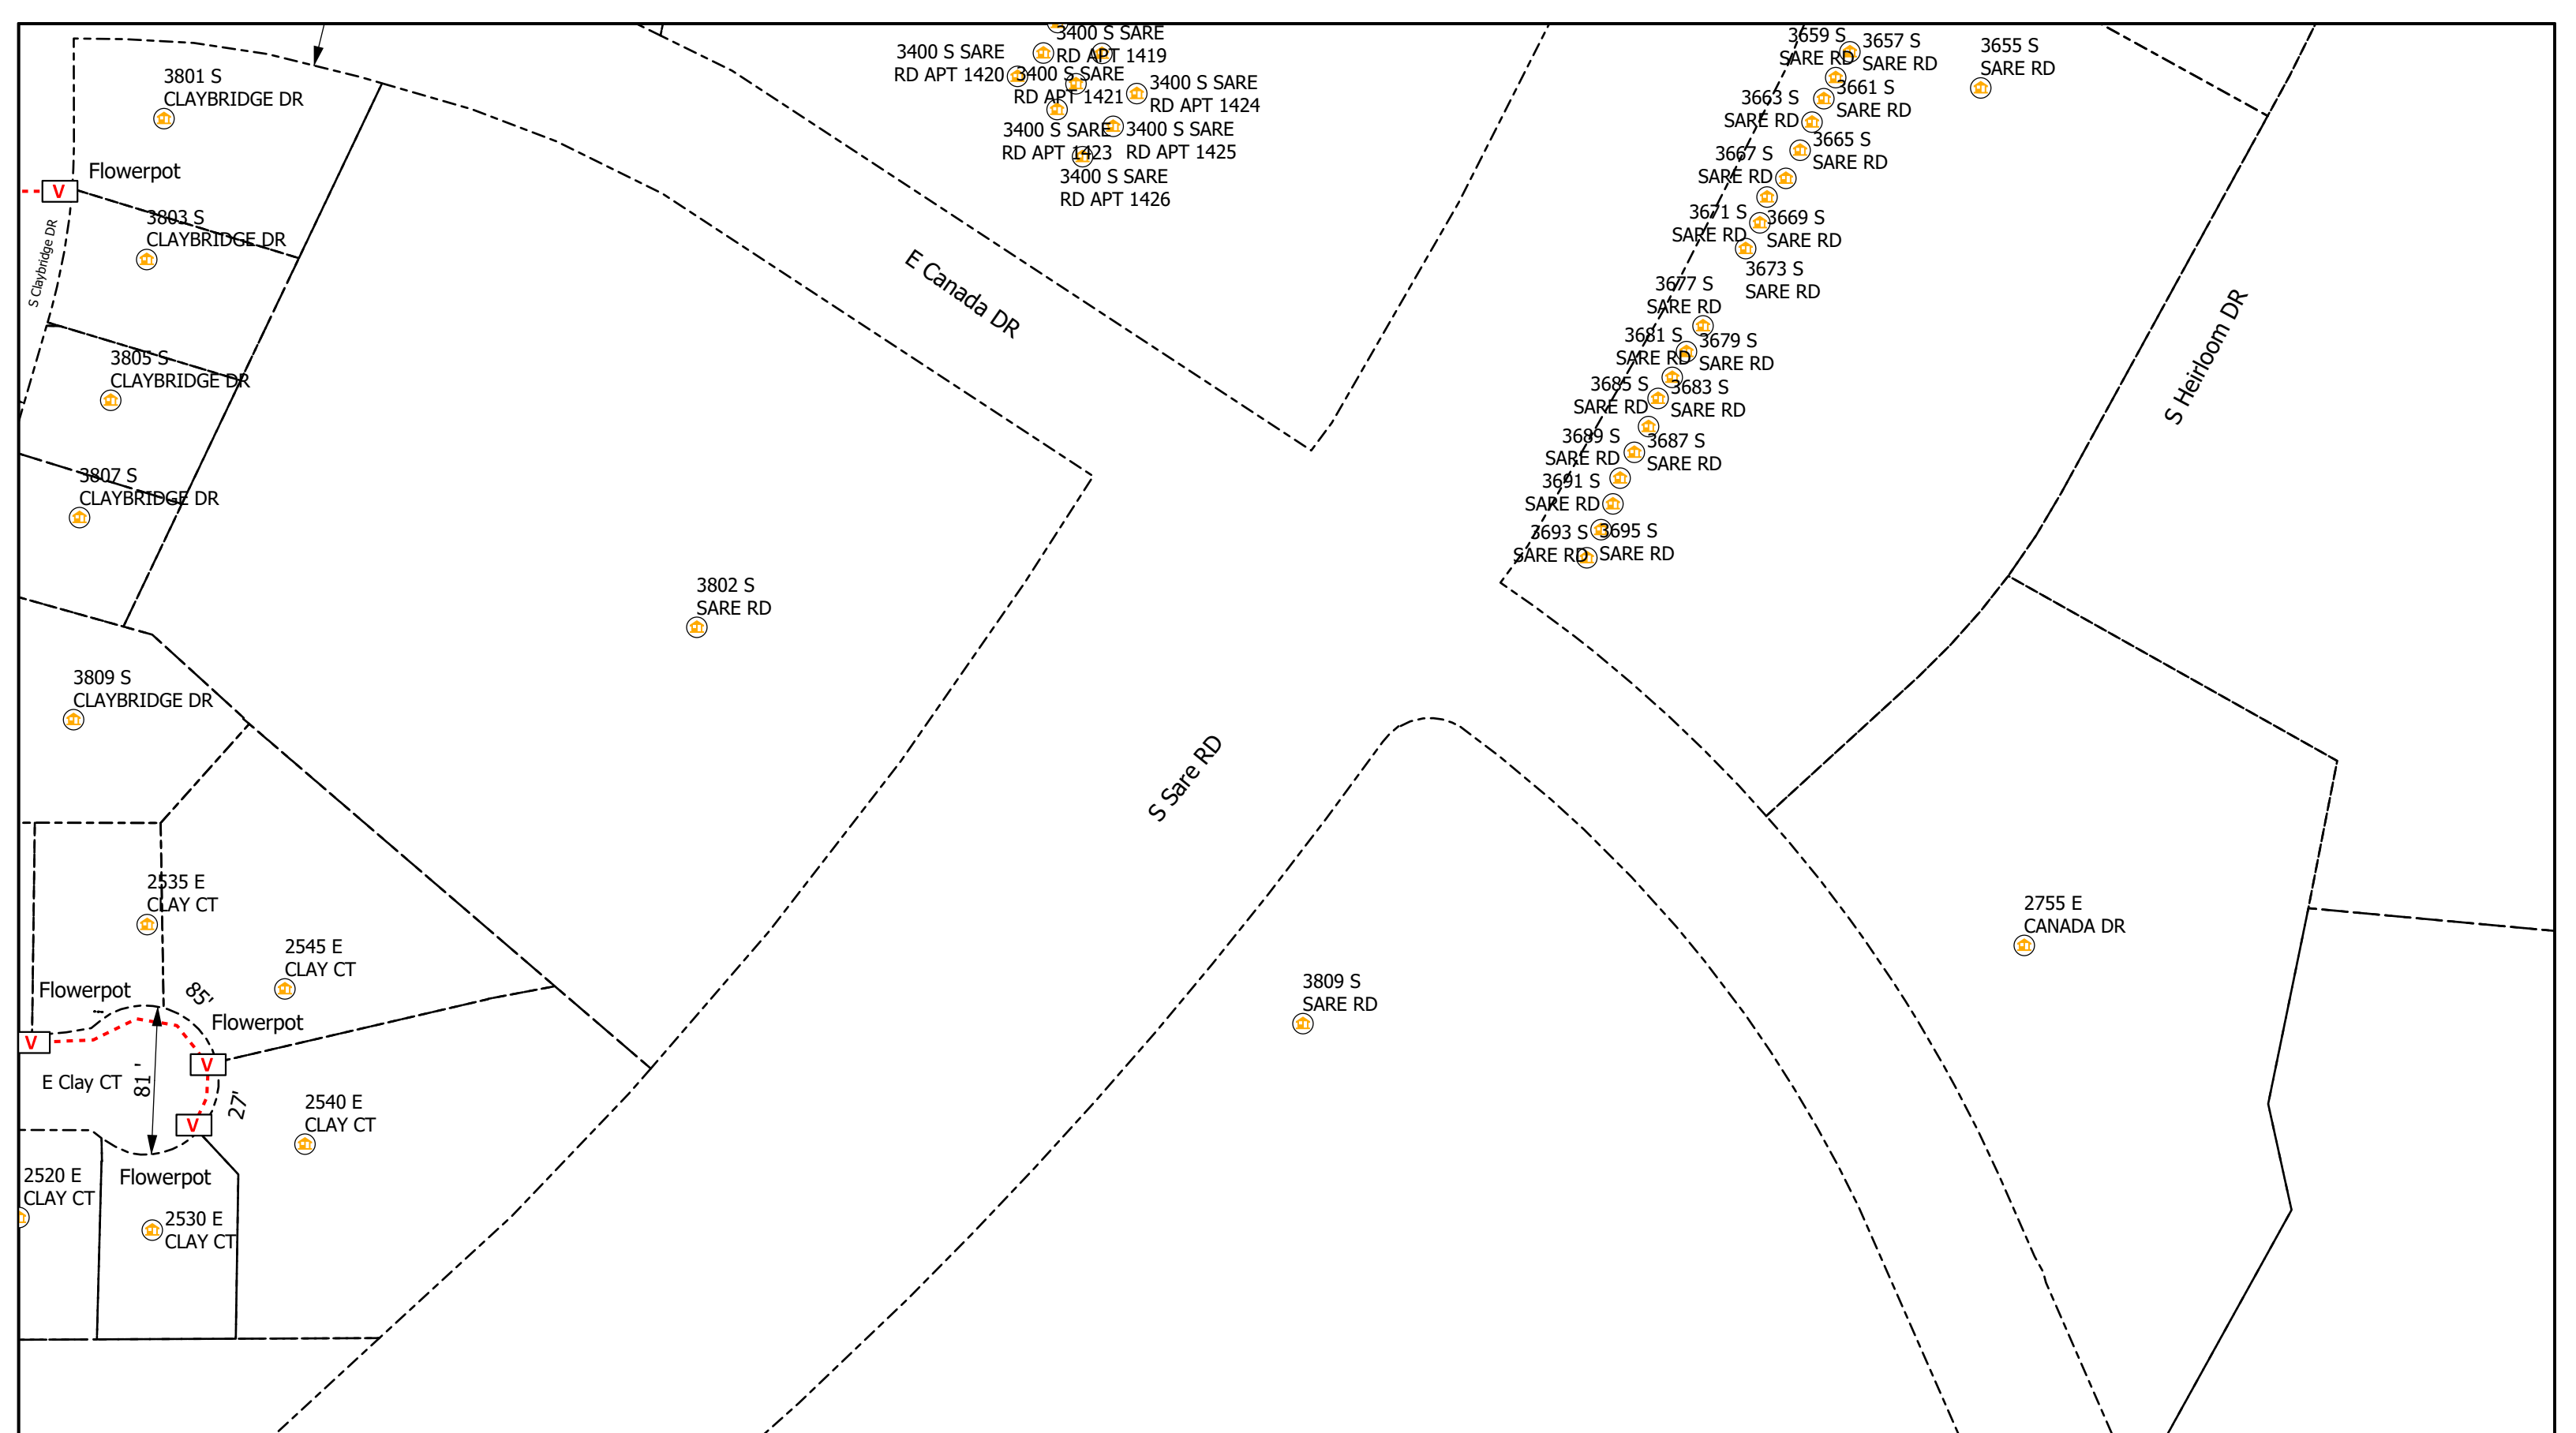 3400 S SARE
RD APT 1419
3400 S SARE
RD APT 1420
3400 S SARE
RD APT 1421
3400 S SARE
RD APT 1424
3400 S SARE
RD APT 1423
3400 S SARE
RD APT 1425
3400 S SARE
RD APT 1426
3659 S
SARE RD
3657 S
SARE RD
3655 S
SARE RD
3661 S
SARE RD
3663 S
SARE RD
3665 S
SARE RD
3667 S
SARE RD
3671 S
SARE RD
3669 S
SARE RD
3673 S
SARE RD
3677 S
SARE RD
3681 S
SARE RD
3679 S
SARE RD
3685 S
SARE RD
3683 S
SARE RD
3689 S
SARE RD
3687 S
SARE RD
3691 S
SARE RD
3693 S
SARE RD
3695 S
SARE RD
3801 S
CLAYBRIDGE DR
Flowerpot
V
3803 S
CLAYBRIDGE DR
S Claybridge DR
3805 S
CLAYBRIDGE DR
3807 S
CLAYBRIDGE DR
E Canada DR
S Heirloom DR
3802 S
SARE RD
3809 S
CLAYBRIDGE DR
S Sare RD
2535 E
CLAY CT
2545 E
CLAY CT
2755 E
CANADA DR
3809 S
SARE RD
Flowerpot
85'
Flowerpot
V
V
E Clay CT
81 '
27'
V
2540 E
CLAY CT
2520 E
CLAY CT
Flowerpot
2530 E
CLAY CT